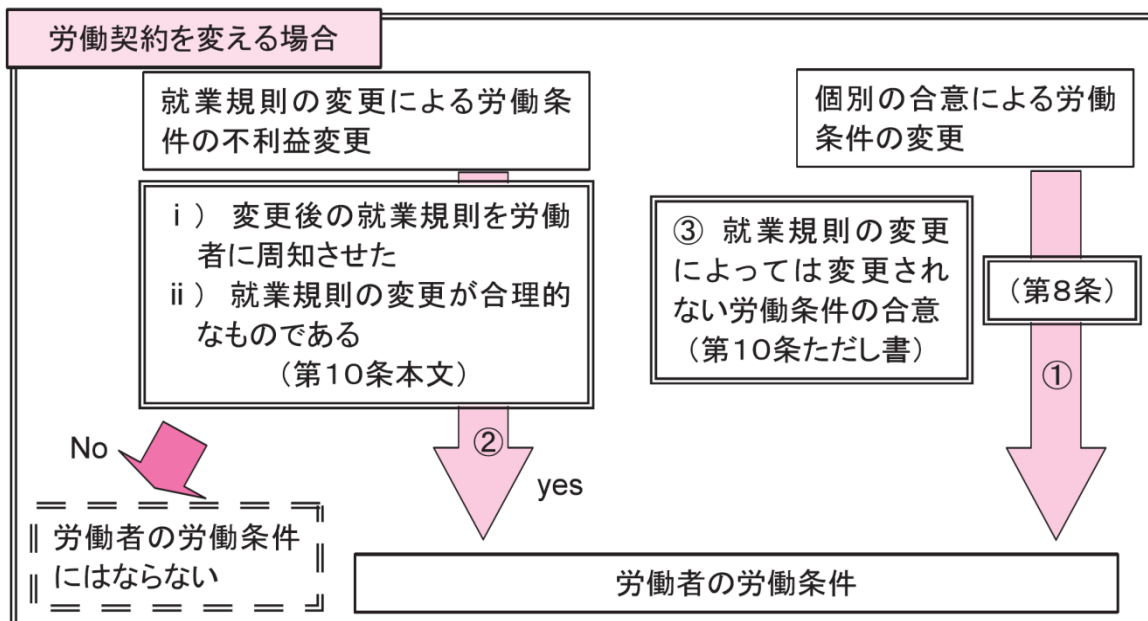 労働契約を変える場合
就業規則の変更による労働条
件の不利益変更
個別の合意による労働
条件の変更
ⅰ） 変更後の就業規則を労働
者に周知させた
ⅱ） 就業規則の変更が合理的
なものである
（第１０条本文）
③ 就業規則の変更
によっては変更され
ない労働条件の合意
（第１０条ただし書）
（第８条）
①
②
No
yes
労働者の労働条件
にはならない
労働者の労働条件